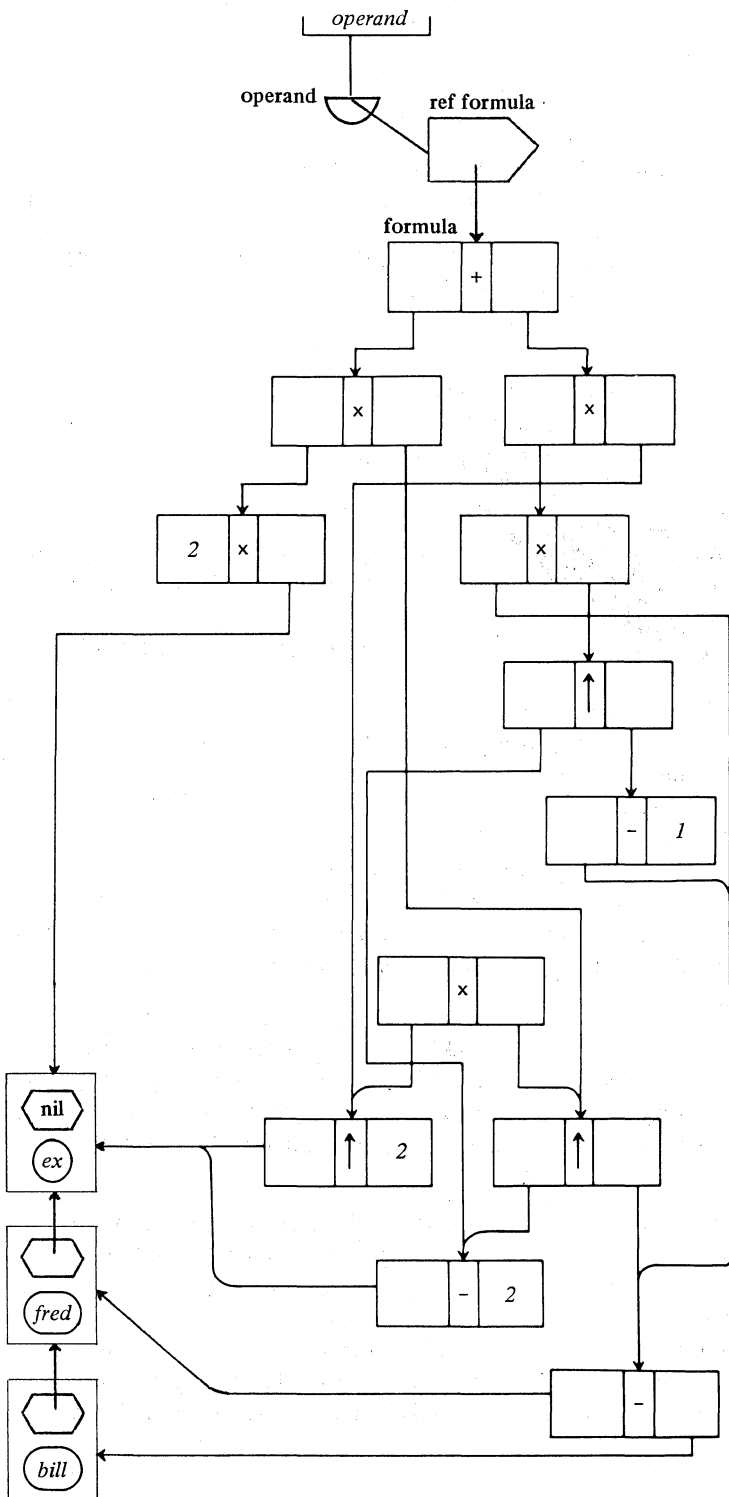 operand
operand
ref formula
formula
+
x
x
2 x
x
↑
- 1
x
nil
ex
↑ 2
↑
fred
- 2
-
bill